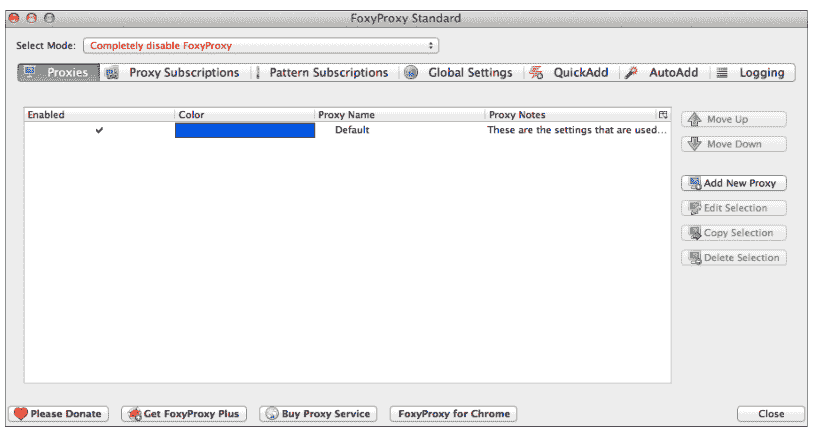 FoxyProxy Standard
Select Mode: Completely disable FoxyProxy
Proxies Proxy Subscriptions Pattern Subscriptions Global Settings QuickAdd AutoAdd Logging
Enabled Color Proxy Name Proxy Notes
Default These are the settings that are used...
Move Up
Move Down
Add New Proxy
Edit Selection
Copy Selection
Delete Selection
Please Donate Get FoxyProxy Plus Buy Proxy Service FoxyProxy for Chrome Close